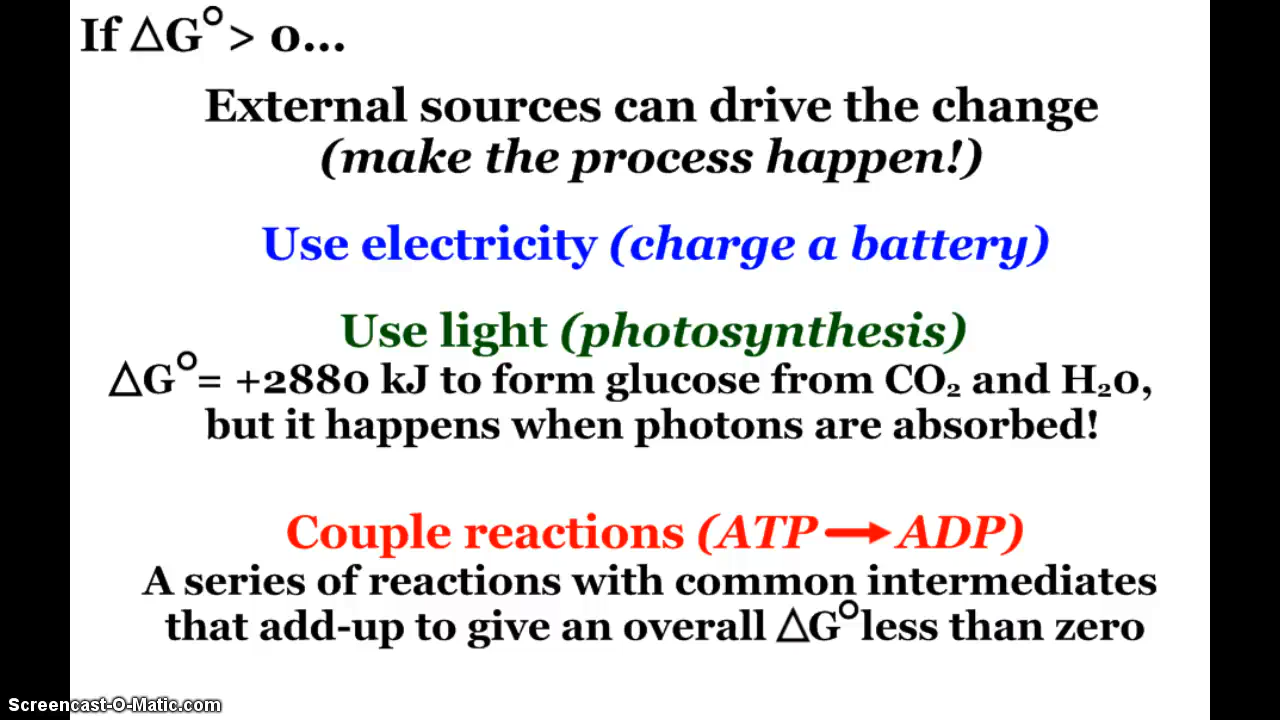 If △G° > 0...
External sources can drive the change
(make the process happen!)
Use electricity (charge a battery)
Use light (photosynthesis)
△G° = +2880 kJ to form glucose from CO₂ and H₂0,
but it happens when photons are absorbed!
Couple reactions (ATP → ADP)
A series of reactions with common intermediates
that add-up to give an overall △G° less than zero
Screencast-O-Matic.com